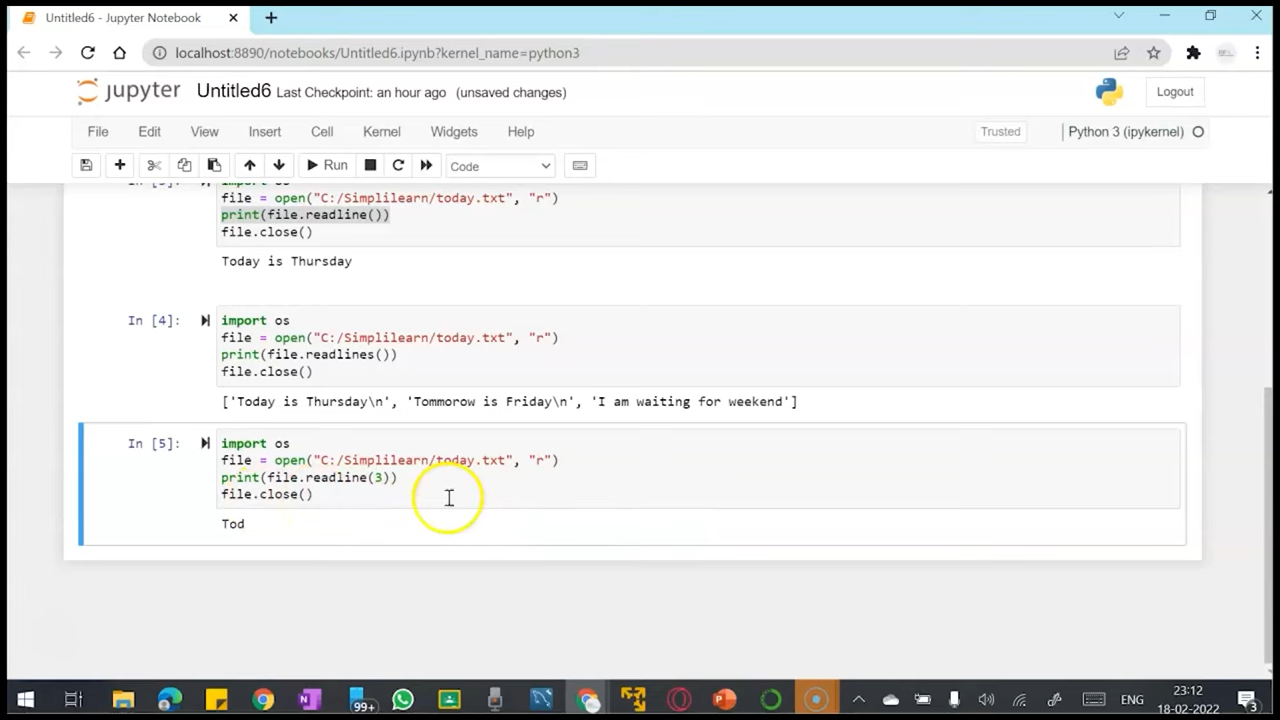 Untitled6 - Jupyter Notebook
localhost:8890/notebooks/Untitled6.ipynb?kernel_name=python3
jupyter Untitled6 Last Checkpoint: an hour ago (unsaved changes)
Logout
File Edit View Insert Cell Kernel Widgets Help
Trusted
Python 3 (ipykernel)
Run
Code
import os
file = open("C:/Simplilearn/today.txt", "r")
print(file.readline())
file.close()
Today is Thursday
In [4]:
import os
file = open("C:/Simplilearn/today.txt", "r")
print(file.readlines())
file.close()
['Today is Thursday\n', 'Tommorow is Friday\n', 'I am waiting for weekend']
In [5]:
import os
file = open("C:/Simplilearn/today.txt", "r")
print(file.readline(3))
file.close()
Tod
99+
ENG
23:12
18-02-2022
3